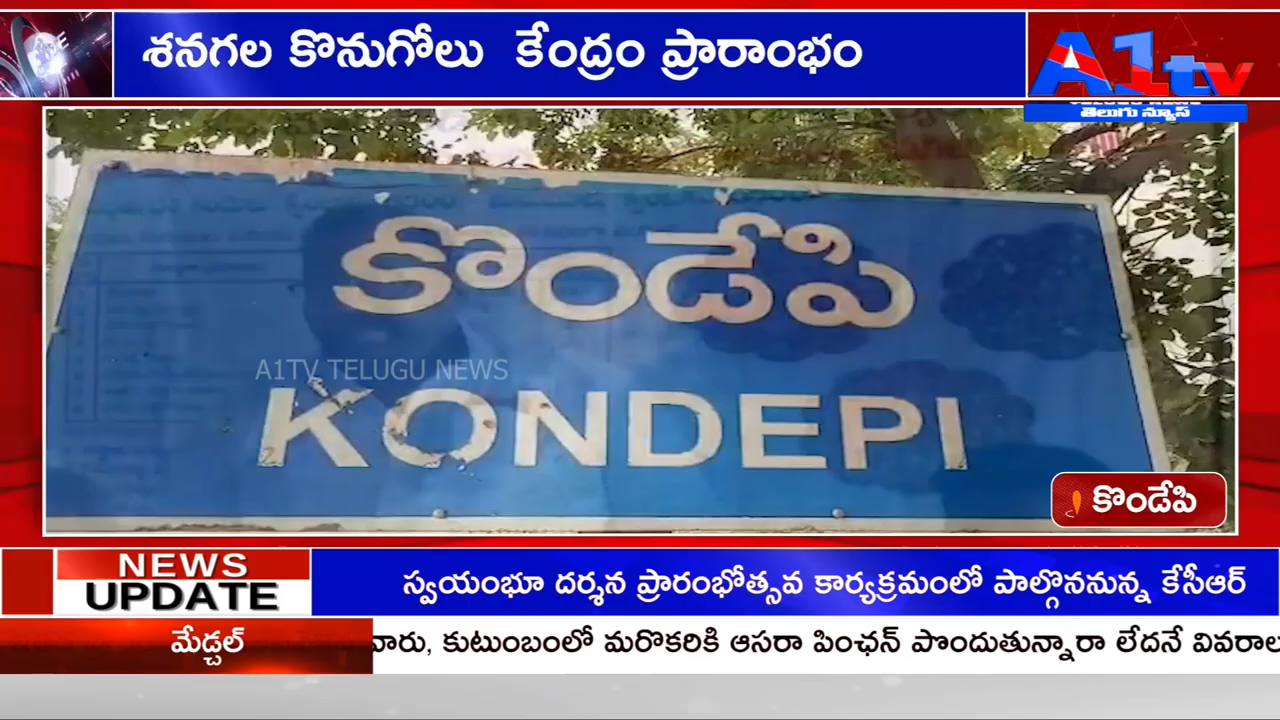 శనగల కొనుగోలు కేంద్రం ప్రారాంభం
A1tv
తెలుగు న్యూస్
కొండేపి
A1TV TELUGU NEWS
KONDEPI
కొండేపి
NEWS
UPDATE
స్వయంభూ దర్శన ప్రారంభోత్సవ కార్యక్రమంలో పాల్గొననున్న కేసీఆర్
మేడ్చల్
వారు, కుటుంబంలో మరొకరికి ఆసరా పింఛన్ పొందుతున్నారా లేదనే వివరాల